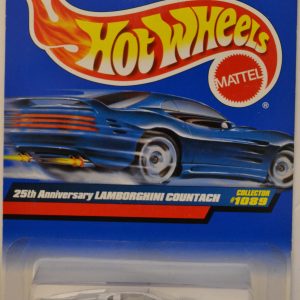 HOT WHEELS
MATTEL
®
25th Anniversary LAMBORGHINI COUNTACH
COLLECTOR
#1089